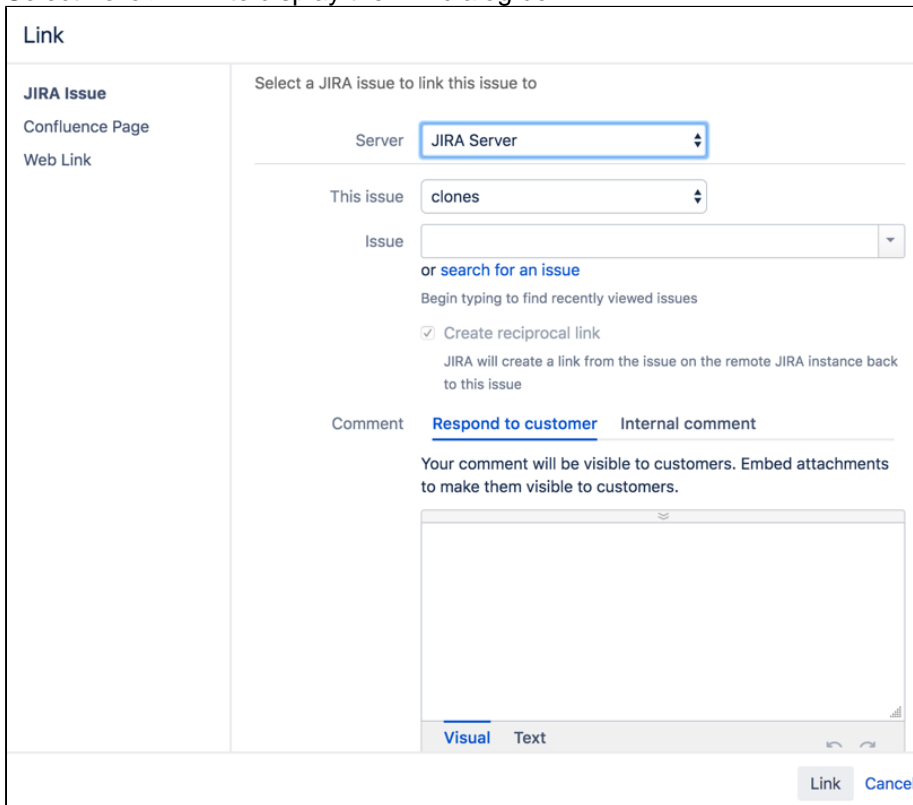 Link
JIRA Issue
Confluence Page
Web Link
Select a JIRA issue to link this issue to
Server JIRA Server
This issue clones
Issue
or search for an issue
Begin typing to find recently viewed issues
Create reciprocal link
JIRA will create a link from the issue on the remote JIRA instance back
to this issue
Comment Respond to customer Internal comment
Your comment will be visible to customers. Embed attachments
to make them visible to customers.
Visual Text
Link Cancel